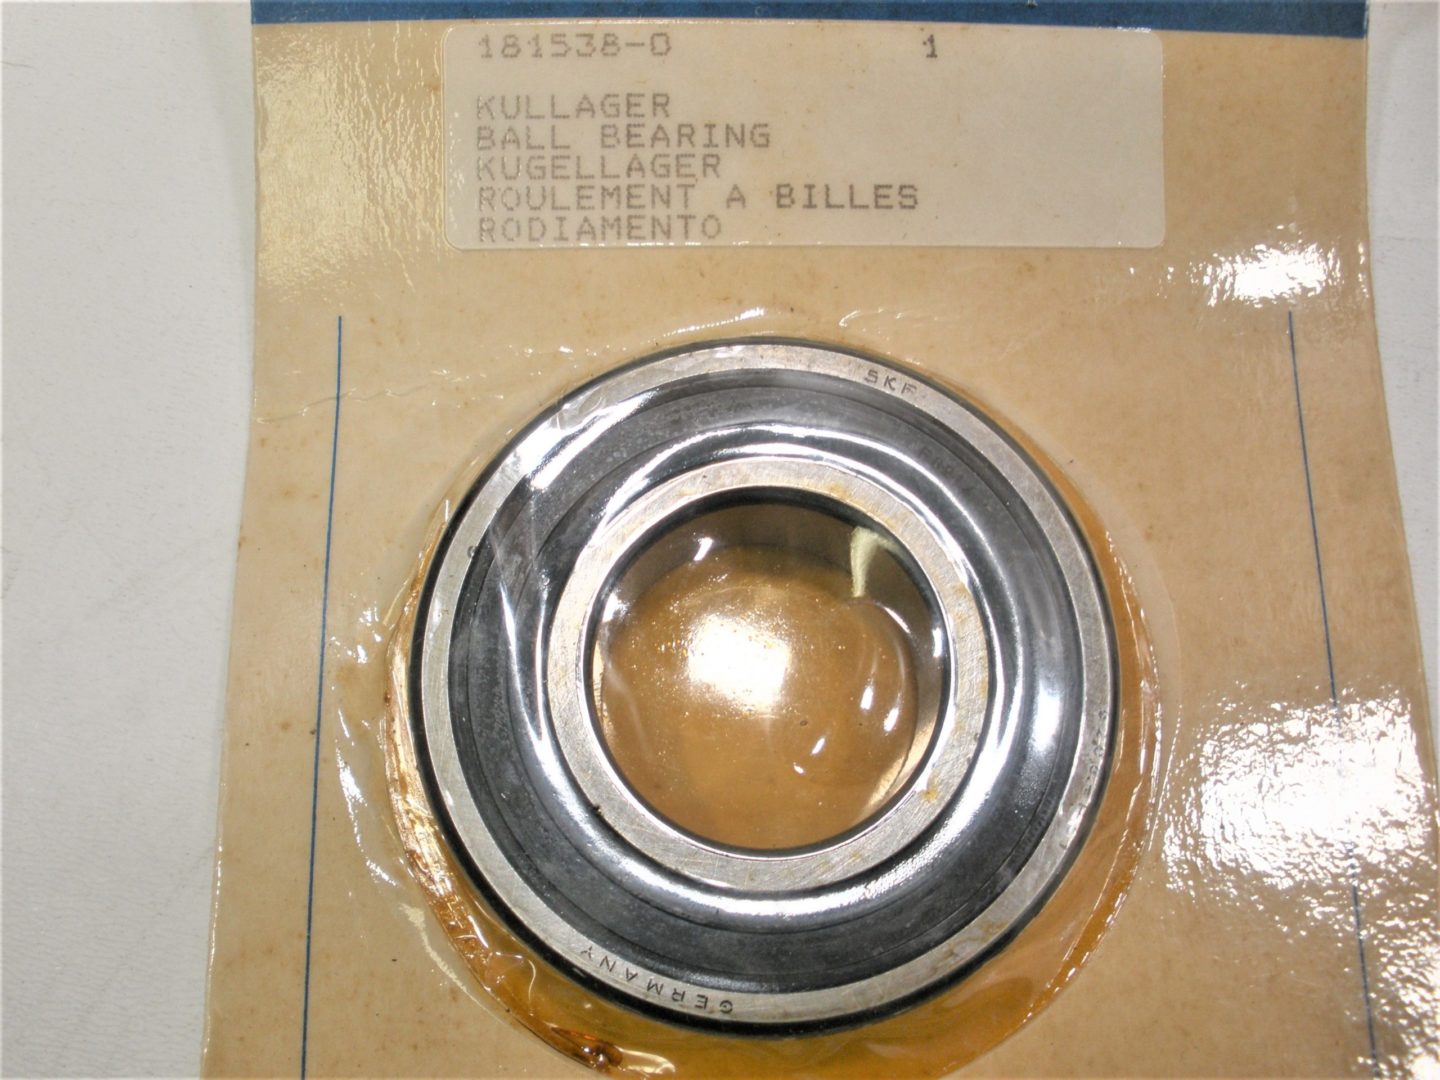 181538-0 1
KULLAGER
BALL BEARING
KUGELLAGER
ROULEMENT A BILLES
RODIAMENTO
SKF
GERMANY